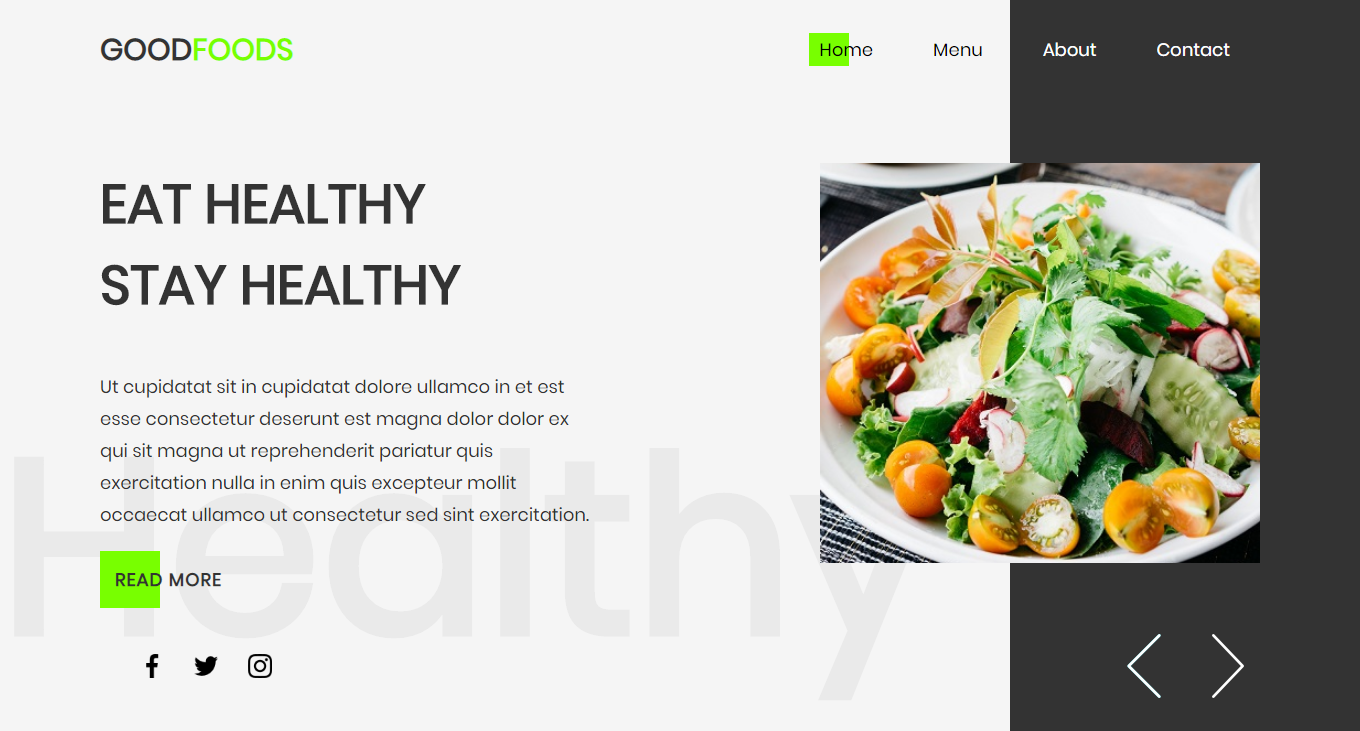 GOODFOODS
Home Menu About Contact
EAT HEALTHY
STAY HEALTHY
Ut cupidatat sit in cupidatat dolore ullamco in et est
esse consectetur deserunt est magna dolor dolor ex
qui sit magna ut reprehenderit pariatur quis
exercitation nulla in enim quis excepteur mollit
occaecat ullamco ut consectetur sed sint exercitation.
Healthy
READ MORE